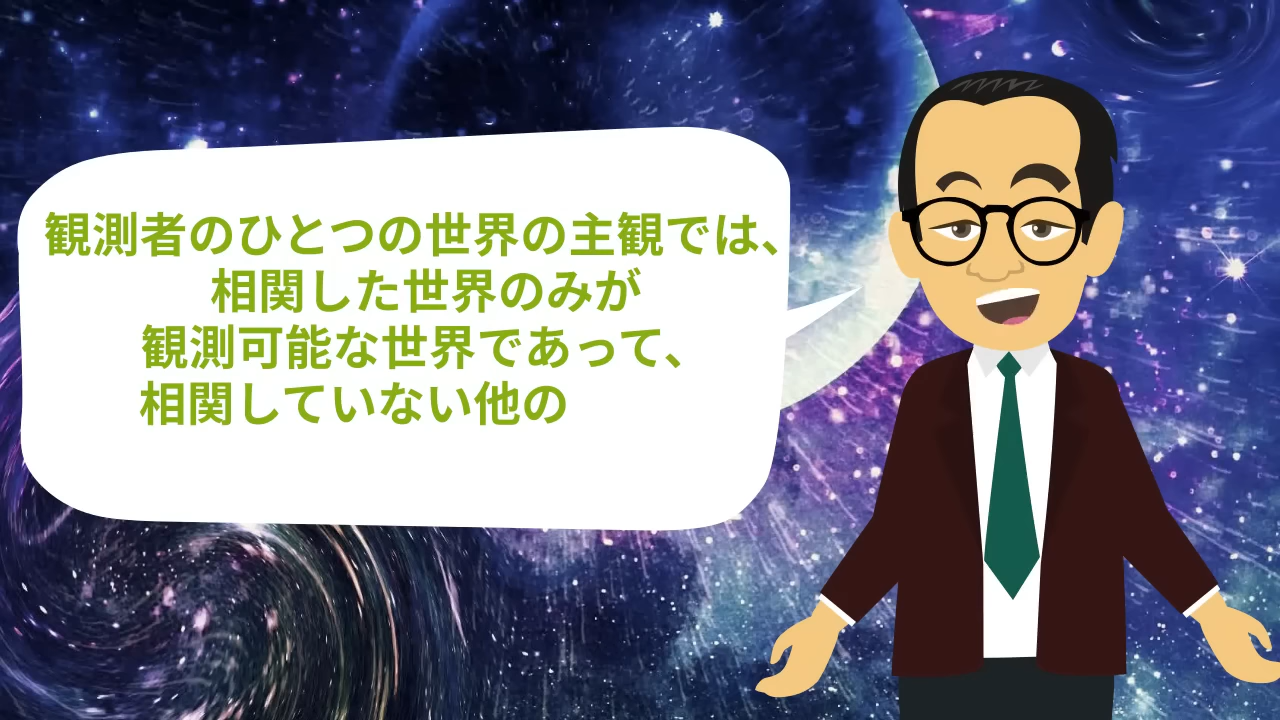 観測者のひとつの世界の主観では、
相関した世界のみが
観測可能な世界であって、
相関していない他の